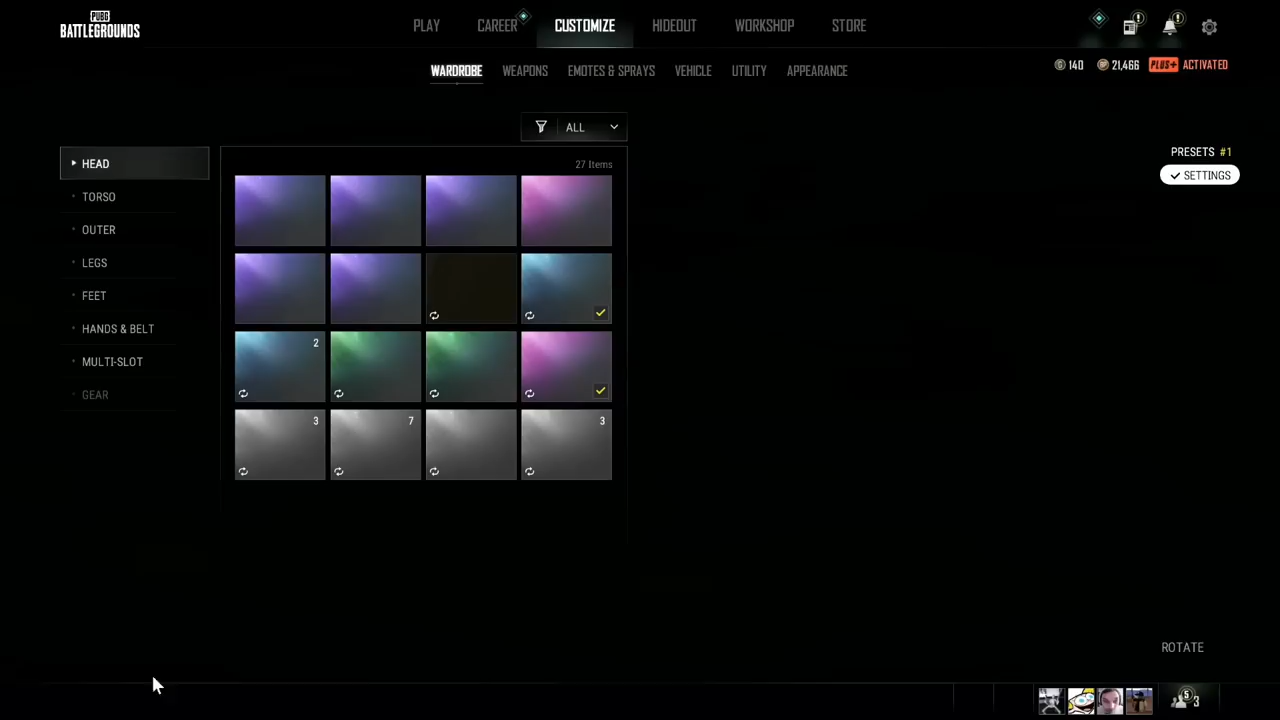 PUBG
BATTLEGROUNDS
PLAY
CAREER
CUSTOMIZE
HIDEOUT
WORKSHOP
STORE
WARDROBE
WEAPONS
EMOTES & SPRAYS
VEHICLE
UTILITY
APPEARANCE
G 140
21,466
PLUS+ ACTIVATED
ALL
PRESETS #1
SETTINGS
HEAD
TORSO
OUTER
LEGS
FEET
HANDS & BELT
MULTI-SLOT
GEAR
27 Items
2
3
7
3
ROTATE
5
3